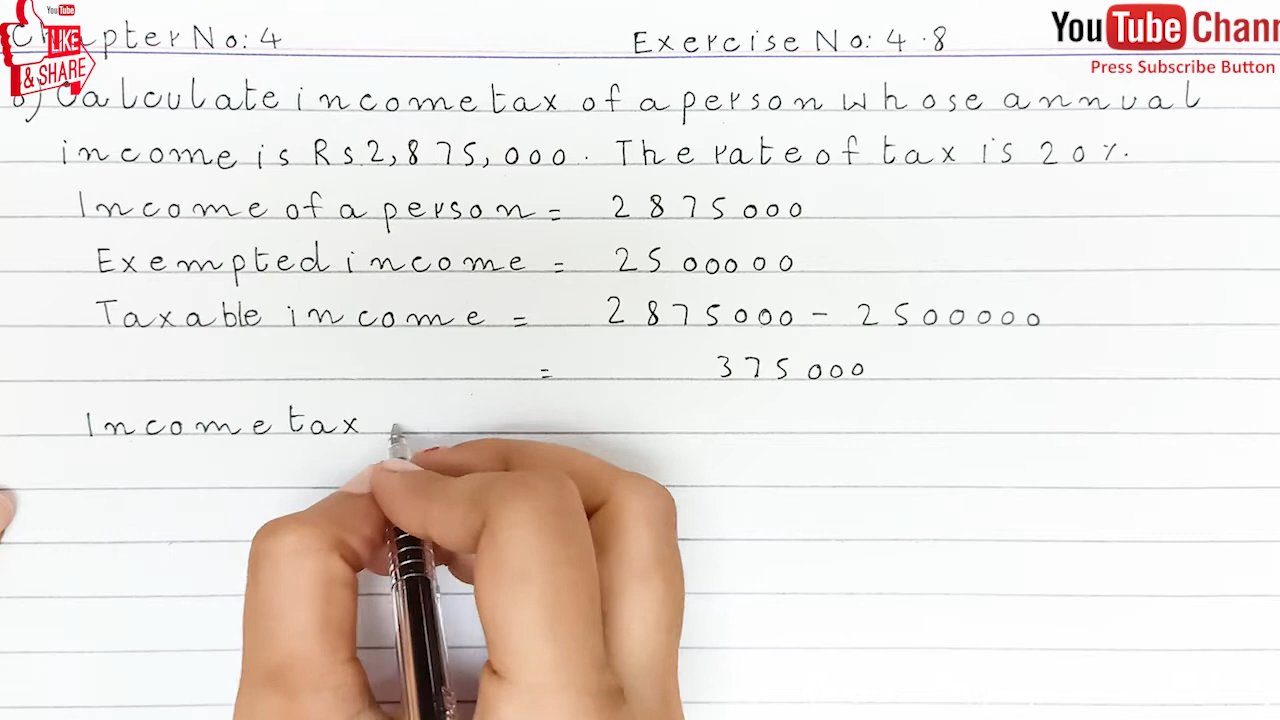 Chapter No: 4
Exercise No: 4.8
YouTube
LIKE
& SHARE
YouTube Chann
Press Subscribe Button
Calculate income tax of a person whose annual
income is Rs 2,875,000. The rate of tax is 20%.
Income of a person = 2875000
Exempted income = 2500000
Taxable income = 2875000 - 2500000
= 375000
Income tax